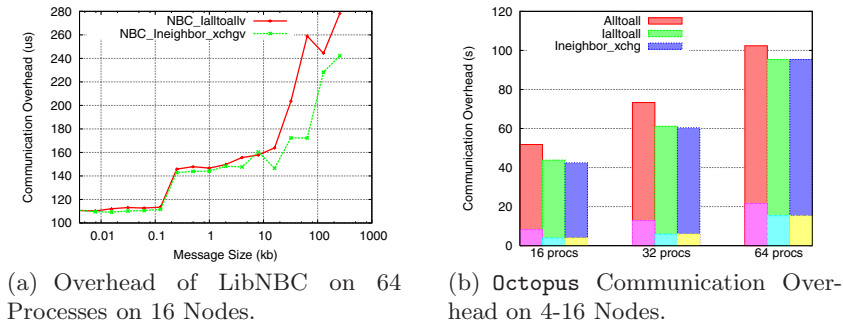 280
260
240
220
200
180
160
140
120
100
Communication Overhead (us)
NBC_Ialltoallv
NBC_Ineighbor_xchgv
0.01 0.1 1 10 100 1000
Message Size (kb)
(a) Overhead of LibNBC on 64
Processes on 16 Nodes.
120
100
80
60
40
20
0
Communication Overhead (s)
Alltoall
Ialltoall
Ineighbor_xchg
16 procs 32 procs 64 procs
(b) Octopus Communication Over-
head on 4-16 Nodes.